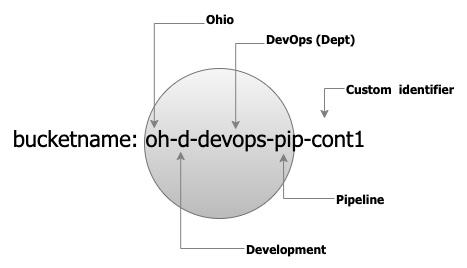 Ohio
DevOps (Dept)
Custom identifier
bucketname: oh-d-devops-pip-cont1
Pipeline
Development